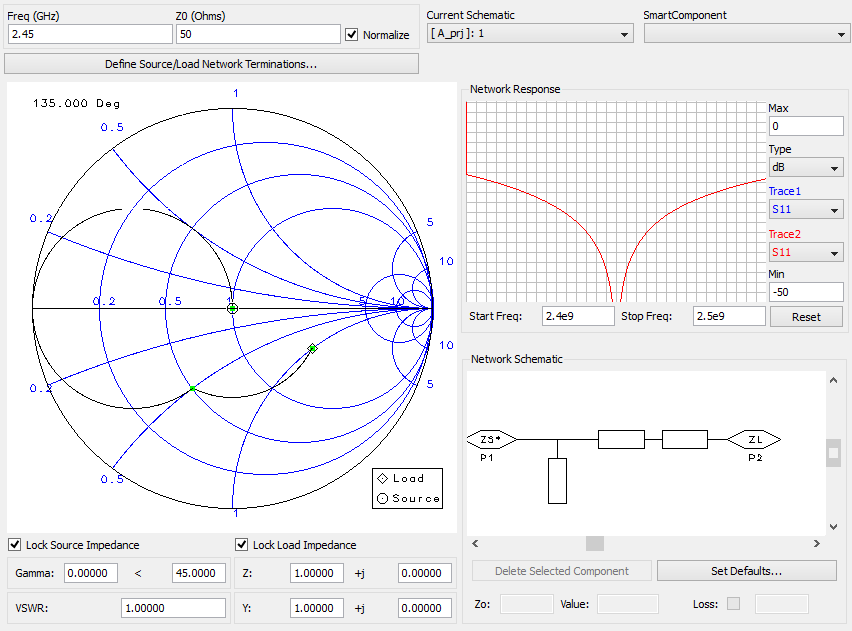 Freq (GHz)
2.45
Z0 (Ohms)
50
Normalize
Define Source/Load Network Terminations...
Current Schematic
[ A_prj ]: 1
SmartComponent
135.000 Deg
1
0.5
0.2
5
10
0.2 0.5 1 5 10
10
0.2
5
0.5
1
Load
Source
Lock Source Impedance
Lock Load Impedance
Gamma: 0.00000 < 45.0000
Z: 1.00000 +j 0.00000
VSWR: 1.00000
Y: 1.00000 +j 0.00000
Network Response
Max
0
Type
dB
Trace1
S11
Trace2
S11
Min
-50
Start Freq: 2.4e9 Stop Freq: 2.5e9 Reset
Network Schematic
ZS*
P1
ZL
P2
Delete Selected Component
Set Defaults...
Zo: Value: Loss: